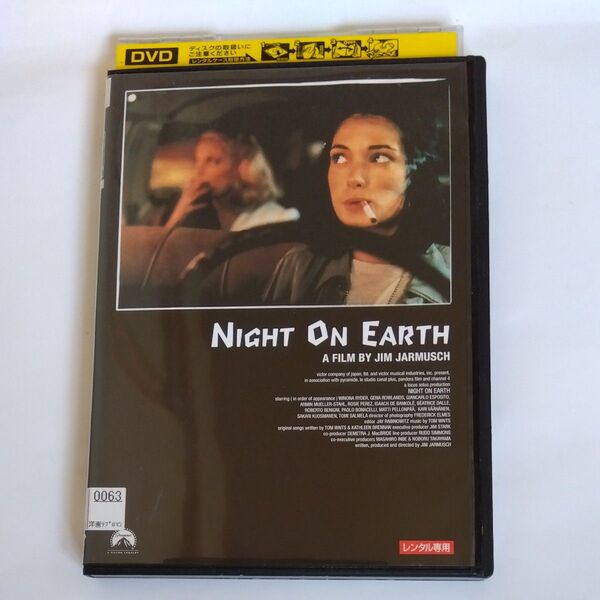 DVD
ディスクの取扱いに
ご注意ください
レンタルケース取扱方法
NIGHT ON EARTH
A FILM BY JIM JARMUSCH
victor company of japan, ltd. and victor musical industries, inc. present,
in association with pyramide, le studio canal plus, pandora film and channel 4
a locus solus production
NIGHT ON EARTH
starring ( in order of appearance ) WINONA RYDER, GENA ROWLANDS, GIANCARLO ESPOSITO,
ARMIN MUELLER-STAHL, ROSIE PEREZ, ISAACH DE BANKOLÉ, BÉATRICE DALLE,
ROBERTO BENIGNI, PAOLO BONACELLI, MATTI PELLONPÄÄ, KARI VÄÄNÄNEN,
SAKARI KUOSMANEN, TOMI SALMELA director of photography FREDERICK ELMES
editor JAY RABINOWITZ music by TOM WAITS
original songs written by TOM WAITS & KATHLEEN BRENNAN executive producer JIM STARK
co-producer DEMETRA J. MACBRIDE line producer RUDD SIMMONS
co-executive producers MASAHIRO INBE & NOBORU TAKAYAMA
written, produced and directed by JIM JARMUSCH
0063
レンタル専用